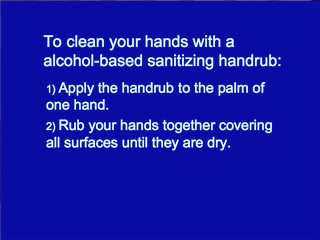 To clean your hands with a
alcohol-based sanitizing handrub:
1) Apply the handrub to the palm of
one hand.
2) Rub your hands together covering
all surfaces until they are dry.